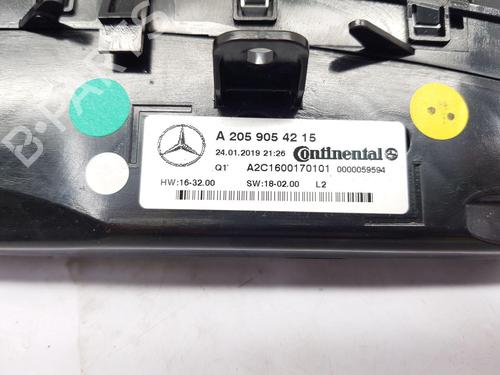 A 205 905 42 15
24.01.2019 21:26 Continental
Q1' A2C1600170101 0000059594
HW:16-32.00 SW:18-02.00 L2
B-PARTS